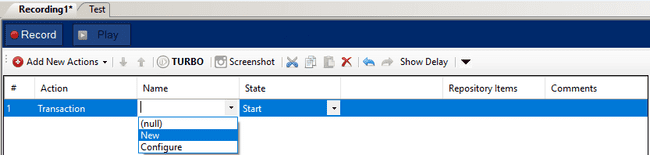 Recording1* Test
Record Play
Add New Actions TURBO Screenshot Show Delay
# Action Name State Repository Items Comments
1 Transaction Start
(null)
New
Configure